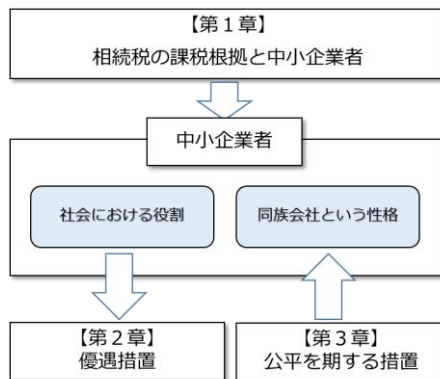 【第１章】
相続税の課税根拠と中小企業者
中小企業者
社会における役割
同族会社という性格
【第２章】
優遇措置
【第３章】
公平を期する措置